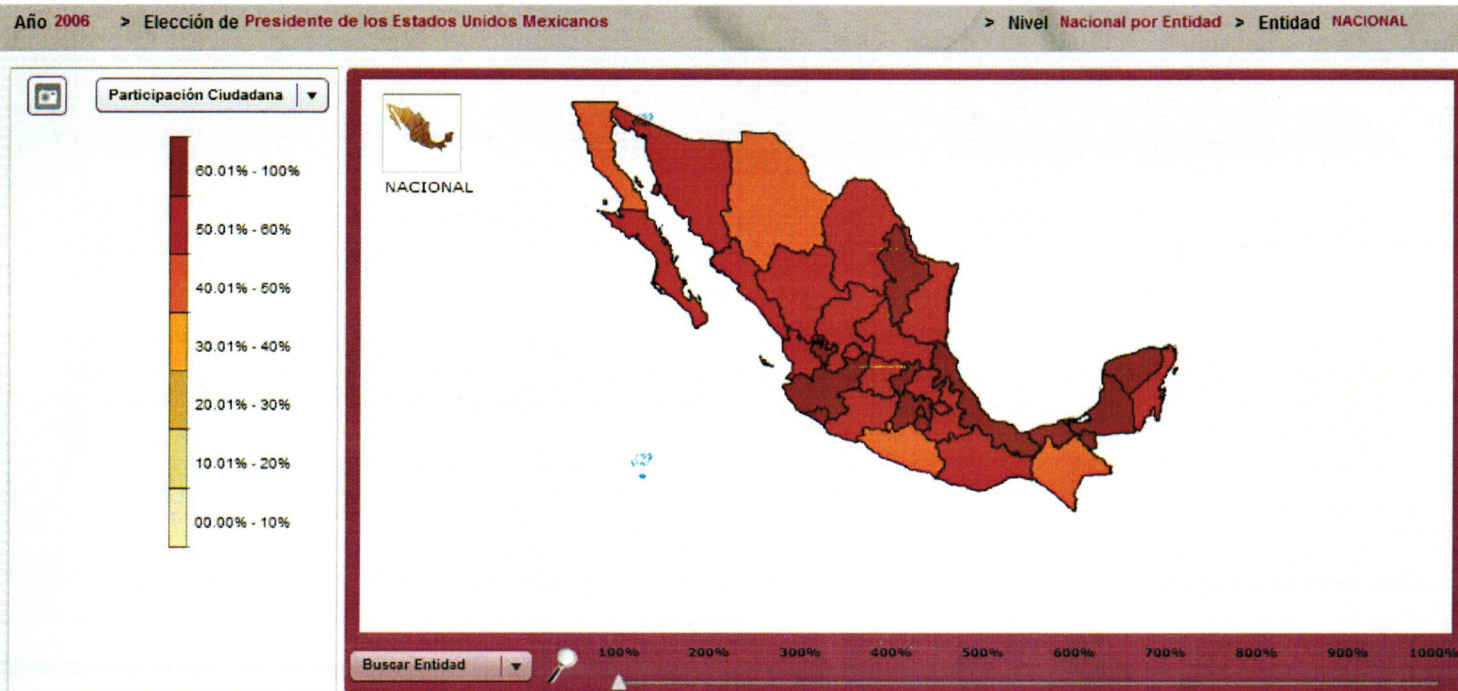 Año 2006 > Elección de Presidente de los Estados Unidos Mexicanos > Nivel Nacional por Entidad > Entidad NACIONAL
Participación Ciudadana
60.01% - 100%
50.01% - 60%
40.01% - 50%
30.01% - 40%
20.01% - 30%
10.01% - 20%
00.00% - 10%
NACIONAL
Buscar Entidad
100% 200% 300% 400% 500% 600% 700% 800% 900% 1000%